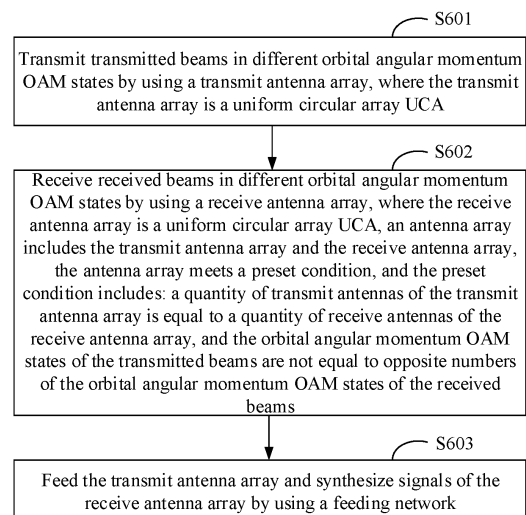 S601
Transmit transmitted beams in different orbital angular momentum
OAM states by using a transmit antenna array, where the transmit
antenna array is a uniform circular array UCA
S602
Receive received beams in different orbital angular momentum
OAM states by using a receive antenna array, where the receive
antenna array is a uniform circular array UCA, an antenna array
includes the transmit antenna array and the receive antenna array,
the antenna array meets a preset condition, and the preset
condition includes: a quantity of transmit antennas of the transmit
antenna array is equal to a quantity of receive antennas of the
receive antenna array, and the orbital angular momentum OAM
states of the transmitted beams are not equal to opposite numbers
of the orbital angular momentum OAM states of the received
beams
S603
Feed the transmit antenna array and synthesize signals of the
receive antenna array by using a feeding network